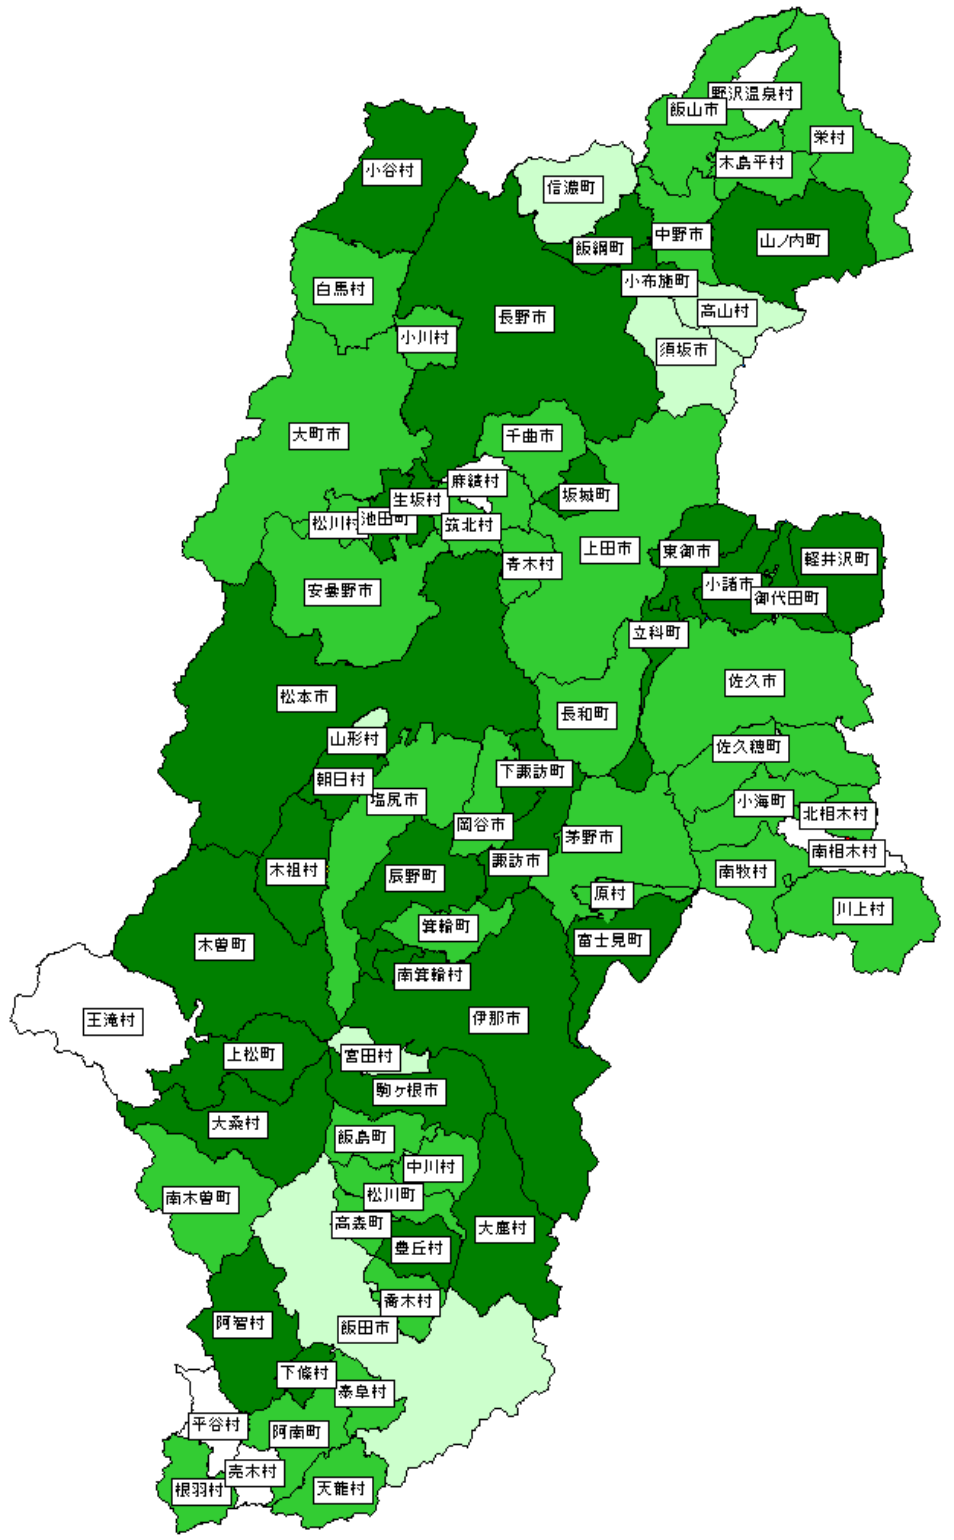 野沢温泉村
飯山市
栄村
木島平村
小谷村
信濃町
中野市
山ノ内町
飯綱町
小布施町
白馬村
高山村
長野市
小川村
須坂市
大町市
千曲市
麻績村
坂城町
生坂村
松川村
池田町
筑北村
上田市
東御市
軽井沢町
青木村
小諸市
安曇野市
御代田町
立科町
佐久市
松本市
長和町
山形村
佐久穂町
下諏訪町
朝日村
塩尻市
小海町
北相木村
岡谷市
茅野市
南相木村
諏訪市
木祖村
辰野町
南牧村
原村
川上村
箕輪町
富士見町
木曽町
南箕輪村
王滝村
伊那市
上松町
宮田村
駒ヶ根市
大桑村
飯島町
中川村
南木曽町
松川町
高森町
大鹿村
豊丘村
喬木村
阿智村
飯田市
下條村
泰阜村
平谷村
阿南町
売木村
根羽村
天龍村